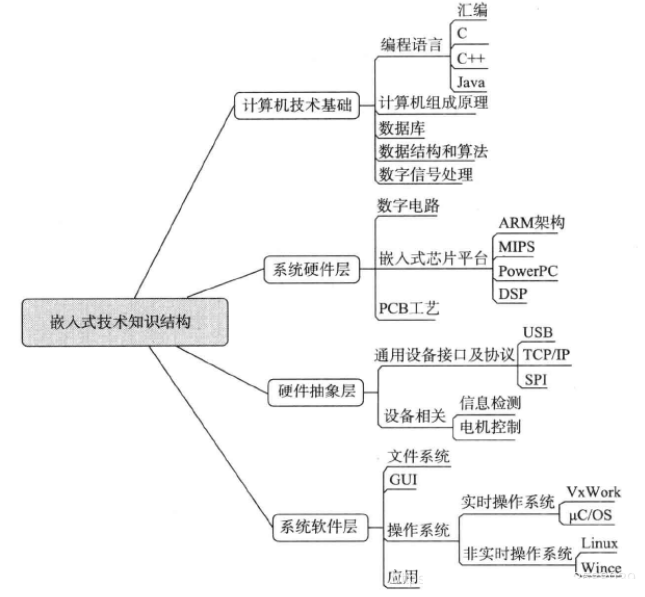 嵌入式技术知识结构
计算机技术基础
编程语言
汇编
C
C++
Java
计算机组成原理
数据库
数据结构和算法
数字信号处理
系统硬件层
数字电路
嵌入式芯片平台
ARM架构
MIPS
PowerPC
DSP
PCB工艺
硬件抽象层
通用设备接口及协议
USB
TCP/IP
SPI
设备相关
信息检测
电机控制
系统软件层
文件系统
GUI
操作系统
实时操作系统
VxWork
μC/OS
非实时操作系统
Linux
Wince
应用